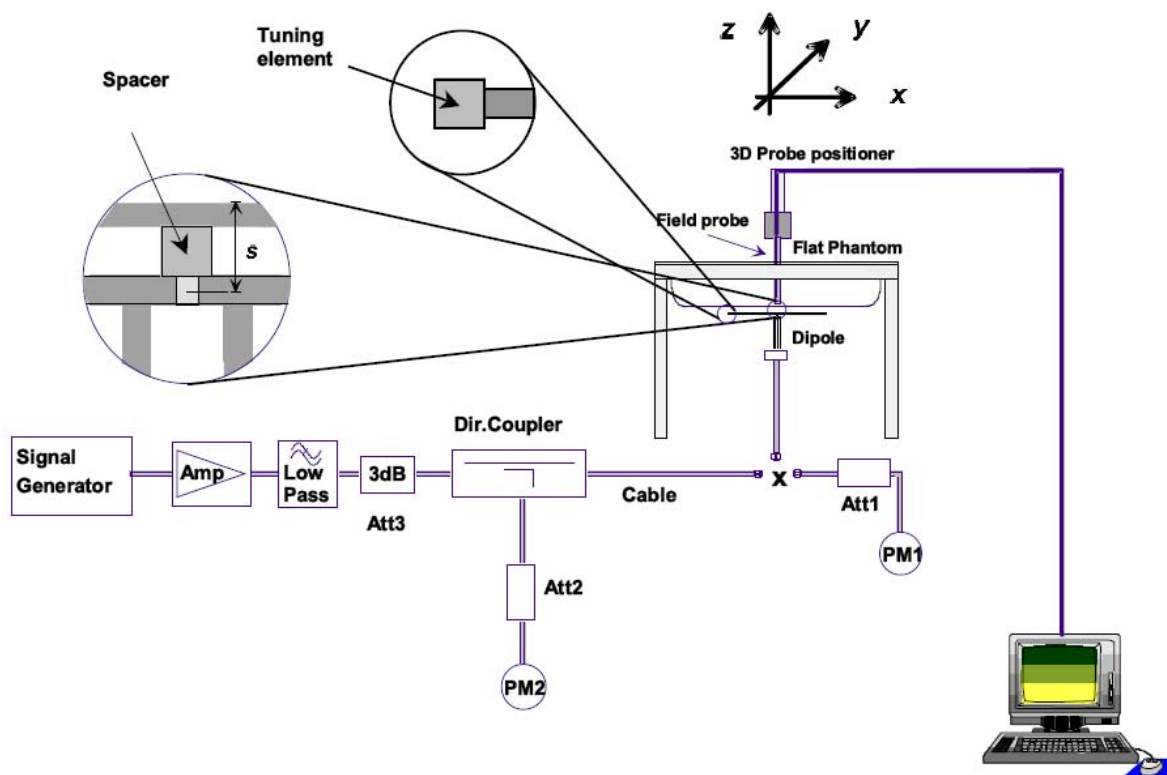 Tuning
element
Spacer
s
z
y
x
3D Probe positioner
Field probe
Flat Phantom
Dipole
Dir.Coupler
Signal
Generator
Amp
Low
Pass
3dB
Att3
Cable
x
Att1
PM1
Att2
PM2